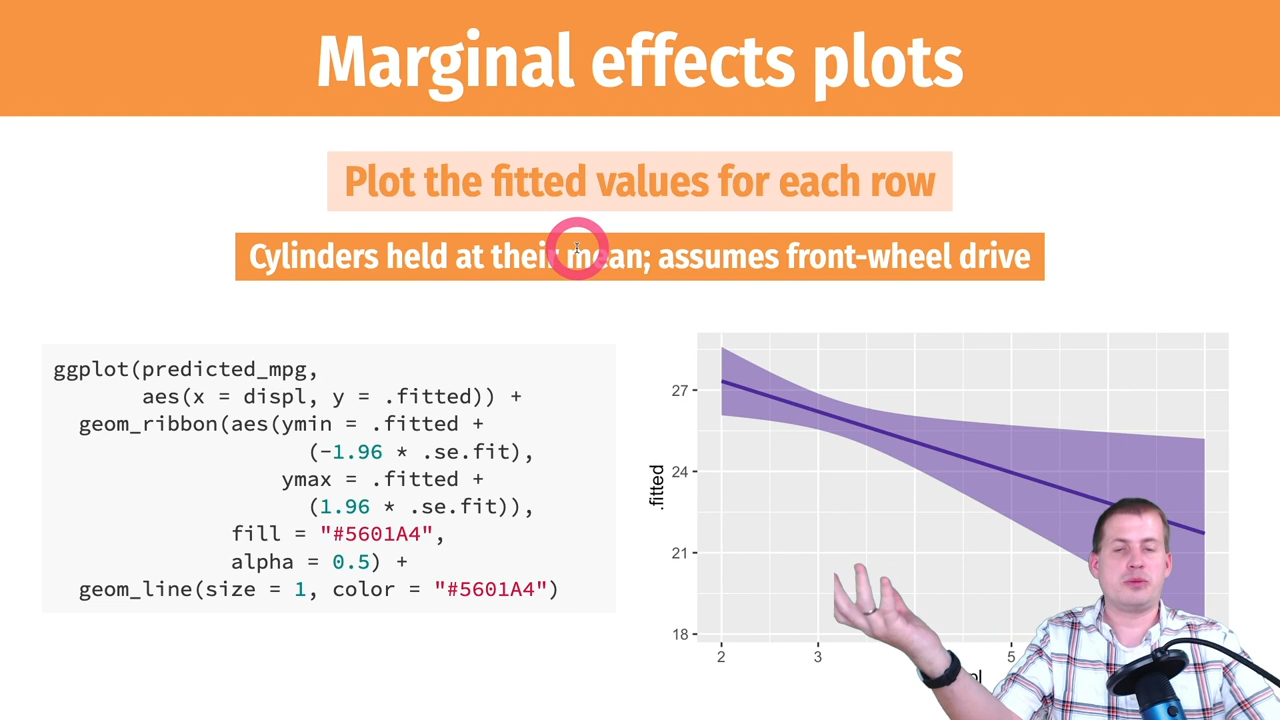 Marginal effects plots
Plot the fitted values for each row
Cylinders held at their mean; assumes front-wheel drive
ggplot(predicted_mpg,
aes(x = displ, y = .fitted)) +
geom_ribbon(aes(ymin = .fitted +
(-1.96 * .se.fit),
ymax = .fitted +
(1.96 * .se.fit)),
fill = "#5601A4",
alpha = 0.5) +
geom_line(size = 1, color = "#5601A4")
.fitted
27
24
21
18
2
3
5